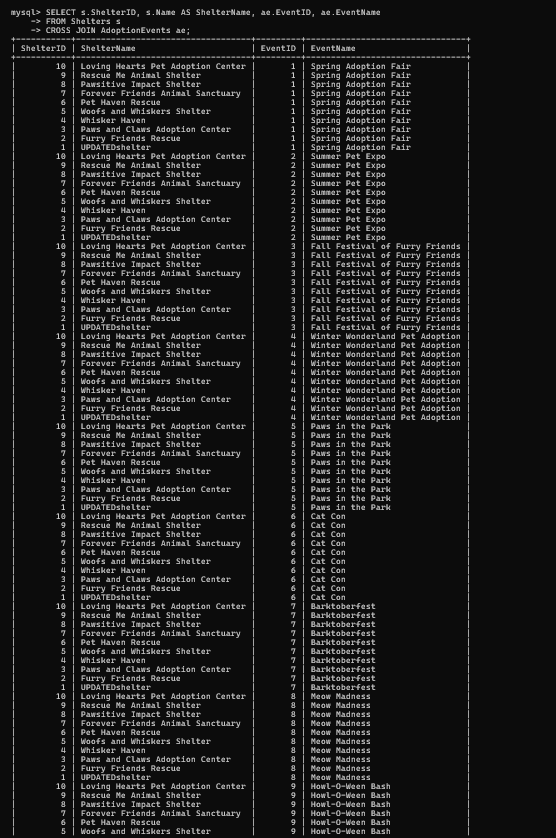 mysql> SELECT s.ShelterID, s.Name AS ShelterName, ae.EventID, ae.EventName
-> FROM Shelters s
-> CROSS JOIN AdoptionEvents ae;
+-----------+-----------------------------------+---------+-------------------------------+
| ShelterID | ShelterName | EventID | EventName |
+-----------+-----------------------------------+---------+-------------------------------+
| 10 | Loving Hearts Pet Adoption Center | 1 | Spring Adoption Fair |
| 9 | Rescue Me Animal Shelter | 1 | Spring Adoption Fair |
| 8 | Pawsitive Impact Shelter | 1 | Spring Adoption Fair |
| 7 | Forever Friends Animal Sanctuary | 1 | Spring Adoption Fair |
| 6 | Pet Haven Rescue | 1 | Spring Adoption Fair |
| 5 | Woofs and Whiskers Shelter | 1 | Spring Adoption Fair |
| 4 | Whisker Haven | 1 | Spring Adoption Fair |
| 3 | Paws and Claws Adoption Center | 1 | Spring Adoption Fair |
| 2 | Furry Friends Rescue | 1 | Spring Adoption Fair |
| 1 | UPDATEDshelter | 1 | Spring Adoption Fair |
| 10 | Loving Hearts Pet Adoption Center | 2 | Summer Pet Expo |
| 9 | Rescue Me Animal Shelter | 2 | Summer Pet Expo |
| 8 | Pawsitive Impact Shelter | 2 | Summer Pet Expo |
| 7 | Forever Friends Animal Sanctuary | 2 | Summer Pet Expo |
| 6 | Pet Haven Rescue | 2 | Summer Pet Expo |
| 5 | Woofs and Whiskers Shelter | 2 | Summer Pet Expo |
| 4 | Whisker Haven | 2 | Summer Pet Expo |
| 3 | Paws and Claws Adoption Center | 2 | Summer Pet Expo |
| 2 | Furry Friends Rescue | 2 | Summer Pet Expo |
| 1 | UPDATEDshelter | 2 | Summer Pet Expo |
| 10 | Loving Hearts Pet Adoption Center | 3 | Fall Festival of Furry Friends |
| 9 | Rescue Me Animal Shelter | 3 | Fall Festival of Furry Friends |
| 8 | Pawsitive Impact Shelter | 3 | Fall Festival of Furry Friends |
| 7 | Forever Friends Animal Sanctuary | 3 | Fall Festival of Furry Friends |
| 6 | Pet Haven Rescue | 3 | Fall Festival of Furry Friends |
| 5 | Woofs and Whiskers Shelter | 3 | Fall Festival of Furry Friends |
| 4 | Whisker Haven | 3 | Fall Festival of Furry Friends |
| 3 | Paws and Claws Adoption Center | 3 | Fall Festival of Furry Friends |
| 2 | Furry Friends Rescue | 3 | Fall Festival of Furry Friends |
| 1 | UPDATEDshelter | 3 | Fall Festival of Furry Friends |
| 10 | Loving Hearts Pet Adoption Center | 4 | Winter Wonderland Pet Adoption |
| 9 | Rescue Me Animal Shelter | 4 | Winter Wonderland Pet Adoption |
| 8 | Pawsitive Impact Shelter | 4 | Winter Wonderland Pet Adoption |
| 7 | Forever Friends Animal Sanctuary | 4 | Winter Wonderland Pet Adoption |
| 6 | Pet Haven Rescue | 4 | Winter Wonderland Pet Adoption |
| 5 | Woofs and Whiskers Shelter | 4 | Winter Wonderland Pet Adoption |
| 4 | Whisker Haven | 4 | Winter Wonderland Pet Adoption |
| 3 | Paws and Claws Adoption Center | 4 | Winter Wonderland Pet Adoption |
| 2 | Furry Friends Rescue | 4 | Winter Wonderland Pet Adoption |
| 1 | UPDATEDshelter | 4 | Winter Wonderland Pet Adoption |
| 10 | Loving Hearts Pet Adoption Center | 5 | Paws in the Park |
| 9 | Rescue Me Animal Shelter | 5 | Paws in the Park |
| 8 | Pawsitive Impact Shelter | 5 | Paws in the Park |
| 7 | Forever Friends Animal Sanctuary | 5 | Paws in the Park |
| 6 | Pet Haven Rescue | 5 | Paws in the Park |
| 5 | Woofs and Whiskers Shelter | 5 | Paws in the Park |
| 4 | Whisker Haven | 5 | Paws in the Park |
| 3 | Paws and Claws Adoption Center | 5 | Paws in the Park |
| 2 | Furry Friends Rescue | 5 | Paws in the Park |
| 1 | UPDATEDshelter | 5 | Paws in the Park |
| 10 | Loving Hearts Pet Adoption Center | 6 | Cat Con |
| 9 | Rescue Me Animal Shelter | 6 | Cat Con |
| 8 | Pawsitive Impact Shelter | 6 | Cat Con |
| 7 | Forever Friends Animal Sanctuary | 6 | Cat Con |
| 6 | Pet Haven Rescue | 6 | Cat Con |
| 5 | Woofs and Whiskers Shelter | 6 | Cat Con |
| 4 | Whisker Haven | 6 | Cat Con |
| 3 | Paws and Claws Adoption Center | 6 | Cat Con |
| 2 | Furry Friends Rescue | 6 | Cat Con |
| 1 | UPDATEDshelter | 6 | Cat Con |
| 10 | Loving Hearts Pet Adoption Center | 7 | Barktoberfest |
| 9 | Rescue Me Animal Shelter | 7 | Barktoberfest |
| 8 | Pawsitive Impact Shelter | 7 | Barktoberfest |
| 7 | Forever Friends Animal Sanctuary | 7 | Barktoberfest |
| 6 | Pet Haven Rescue | 7 | Barktoberfest |
| 5 | Woofs and Whiskers Shelter | 7 | Barktoberfest |
| 4 | Whisker Haven | 7 | Barktoberfest |
| 3 | Paws and Claws Adoption Center | 7 | Barktoberfest |
| 2 | Furry Friends Rescue | 7 | Barktoberfest |
| 1 | UPDATEDshelter | 7 | Barktoberfest |
| 10 | Loving Hearts Pet Adoption Center | 8 | Meow Madness |
| 9 | Rescue Me Animal Shelter | 8 | Meow Madness |
| 8 | Pawsitive Impact Shelter | 8 | Meow Madness |
| 7 | Forever Friends Animal Sanctuary | 8 | Meow Madness |
| 6 | Pet Haven Rescue | 8 | Meow Madness |
| 5 | Woofs and Whiskers Shelter | 8 | Meow Madness |
| 4 | Whisker Haven | 8 | Meow Madness |
| 3 | Paws and Claws Adoption Center | 8 | Meow Madness |
| 2 | Furry Friends Rescue | 8 | Meow Madness |
| 1 | UPDATEDshelter | 8 | Meow Madness |
| 10 | Loving Hearts Pet Adoption Center | 9 | Howl-O-Ween Bash |
| 9 | Rescue Me Animal Shelter | 9 | Howl-O-Ween Bash |
| 8 | Pawsitive Impact Shelter | 9 | Howl-O-Ween Bash |
| 7 | Forever Friends Animal Sanctuary | 9 | Howl-O-Ween Bash |
| 6 | Pet Haven Rescue | 9 | Howl-O-Ween Bash |
| 5 | Woofs and Whiskers Shelter | 9 | Howl-O-Ween Bash |